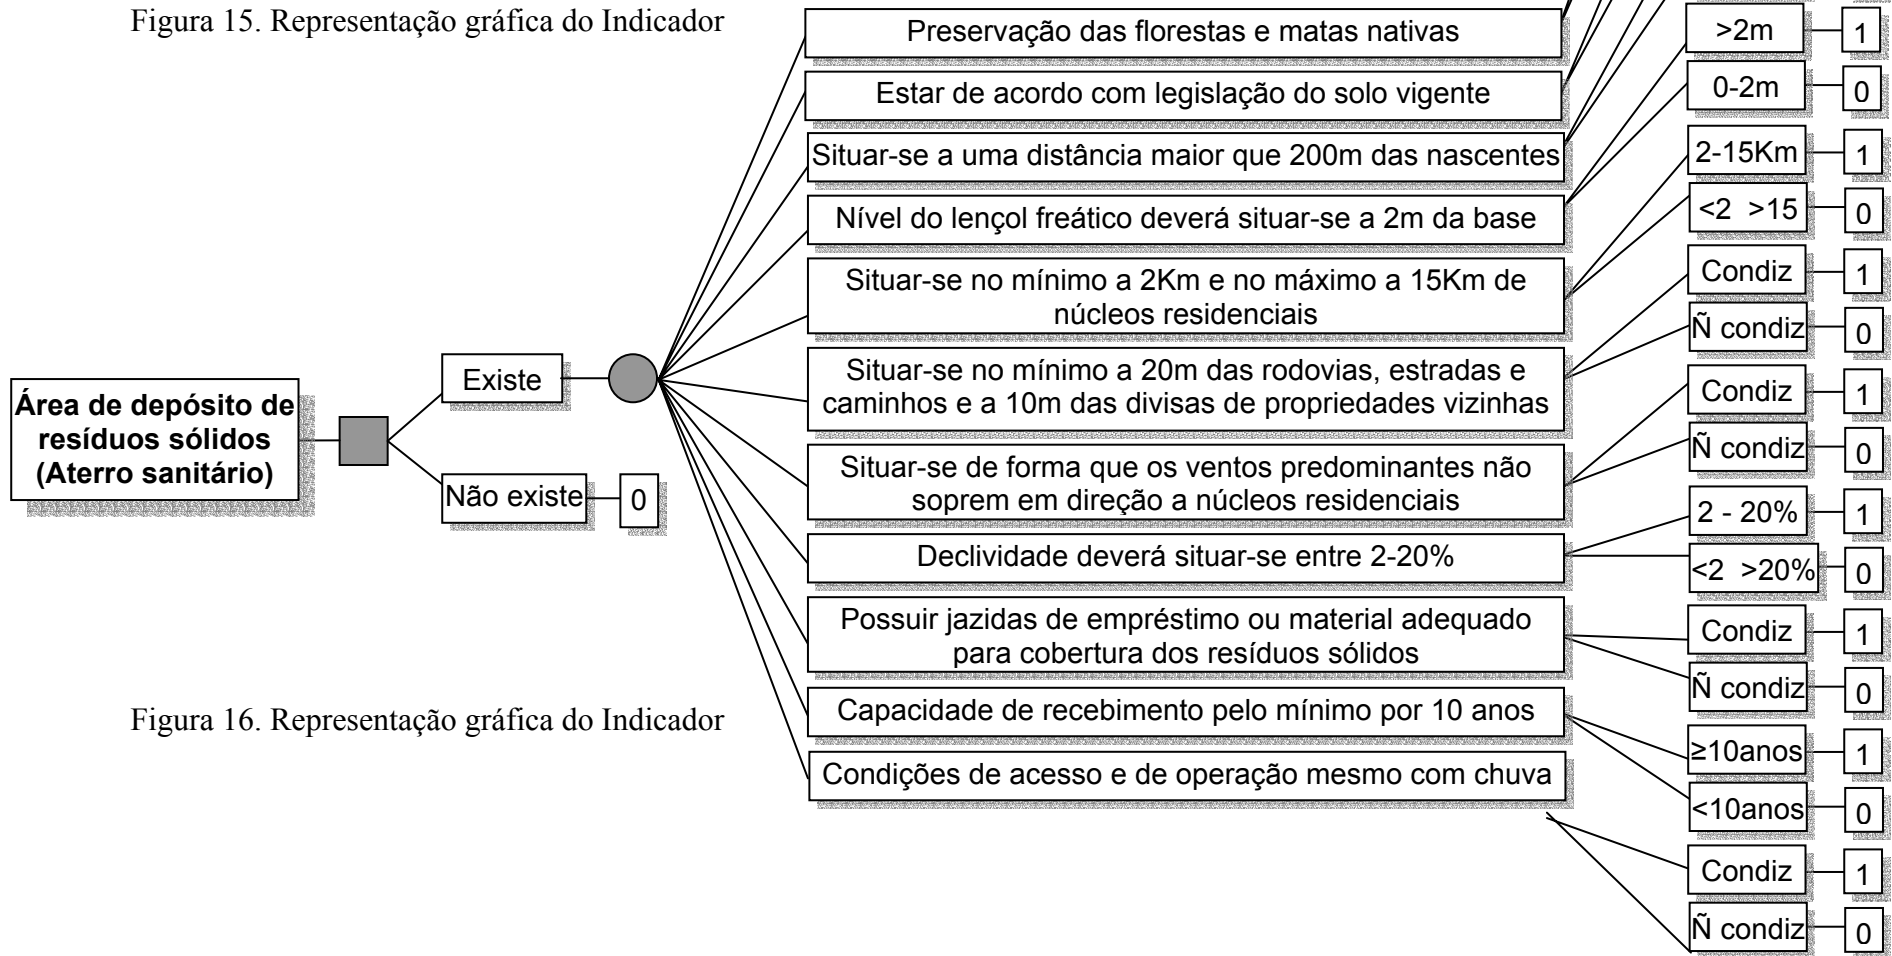 Figura 15. Representação gráfica do Indicador
Preservação das florestas e matas nativas
Estar de acordo com legislação do solo vigente
Situar-se a uma distância maior que 200m das nascentes
Nível do lençol freático deverá situar-se a 2m da base
Situar-se no mínimo a 2Km e no máximo a 15Km de
núcleos residenciais
Situar-se no mínimo a 20m das rodovias, estradas e
caminhos e a 10m das divisas de propriedades vizinhas
Situar-se de forma que os ventos predominantes não
soprem em direção a núcleos residenciais
Declividade deverá situar-se entre 2-20%
Possuir jazidas de empréstimo ou material adequado
para cobertura dos resíduos sólidos
Capacidade de recebimento pelo mínimo por 10 anos
Condições de acesso e de operação mesmo com chuva
Área de depósito de
resíduos sólidos
(Aterro sanitário)
Existe
Não existe 0
>2m 1
0-2m 0
2-15Km 1
<2 >15 0
Condiz 1
Ñ condiz 0
Condiz 1
Ñ condiz 0
2 - 20% 1
<2 >20% 0
Condiz 1
Ñ condiz 0
≥10anos 1
<10anos 0
Condiz 1
Ñ condiz 0
Figura 16. Representação gráfica do Indicador